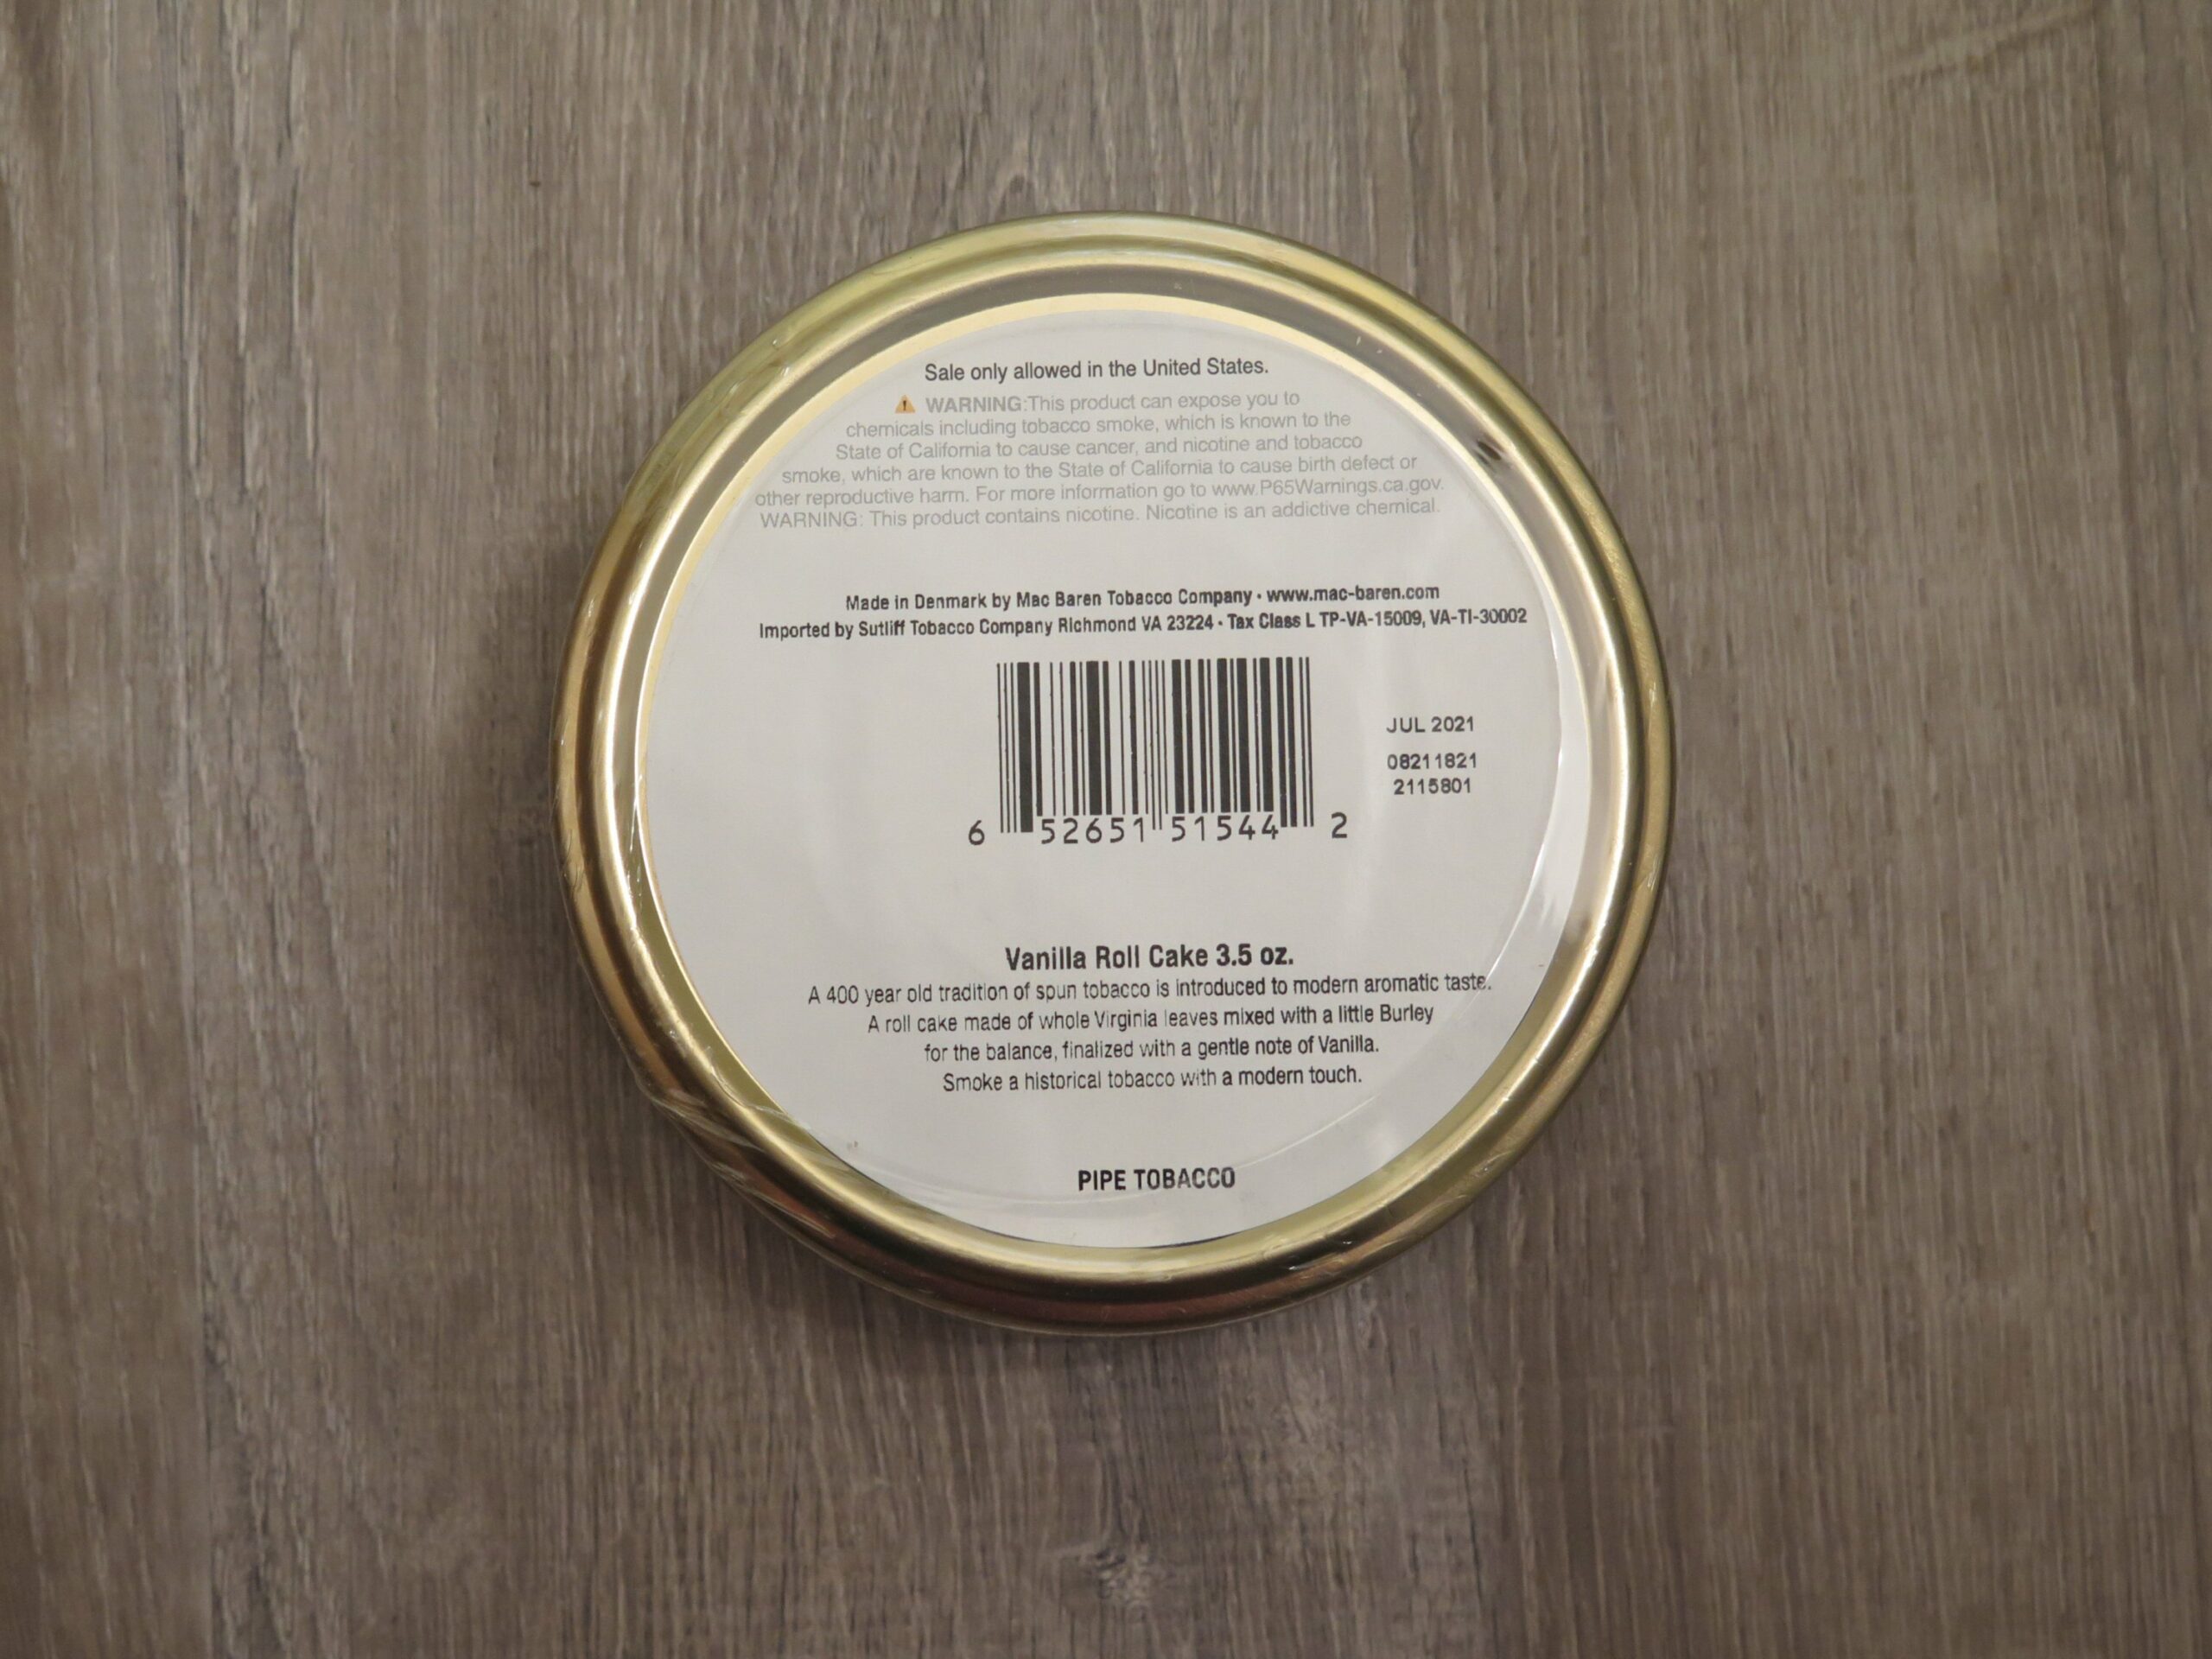 Sale only allowed in the United States.
WARNING:This product can expose you to
chemicals including tobacco smoke, which is known to the
State of California to cause cancer, and nicotine and tobacco
smoke, which are known to the State of California to cause birth defect or
other reproductive harm. For more information go to www.P65Warnings.ca.gov.
WARNING: This product contains nicotine. Nicotine is an addictive chemical.
Made in Denmark by Mac Baren Tobacco Company • www.mac-baren.com
Imported by Sutliff Tobacco Company Richmond VA 23224 • Tax Class L TP-VA-15009, VA-TI-30002
JUL 2021
08211821
2115801
6 52651 51544 2
Vanilla Roll Cake 3.5 oz.
A 400 year old tradition of spun tobacco is introduced to modern aromatic taste.
A roll cake made of whole Virginia leaves mixed with a little Burley
for the balance, finalized with a gentle note of Vanilla.
Smoke a historical tobacco with a modern touch.
PIPE TOBACCO